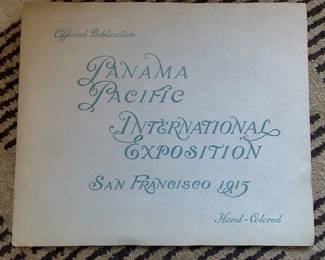 Official Publication
Panama
Pacific
International
Exposition
San Francisco 1915
Hand-Colored